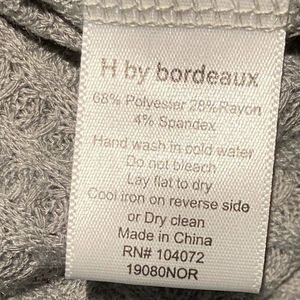 H by bordeaux
68% Polyester 28% Rayon
4% Spandex
Hand wash in cold water
Do not bleach
Lay flat to dry
Cool iron on reverse side
or Dry clean
Made in China
RN# 104072
19080NOR